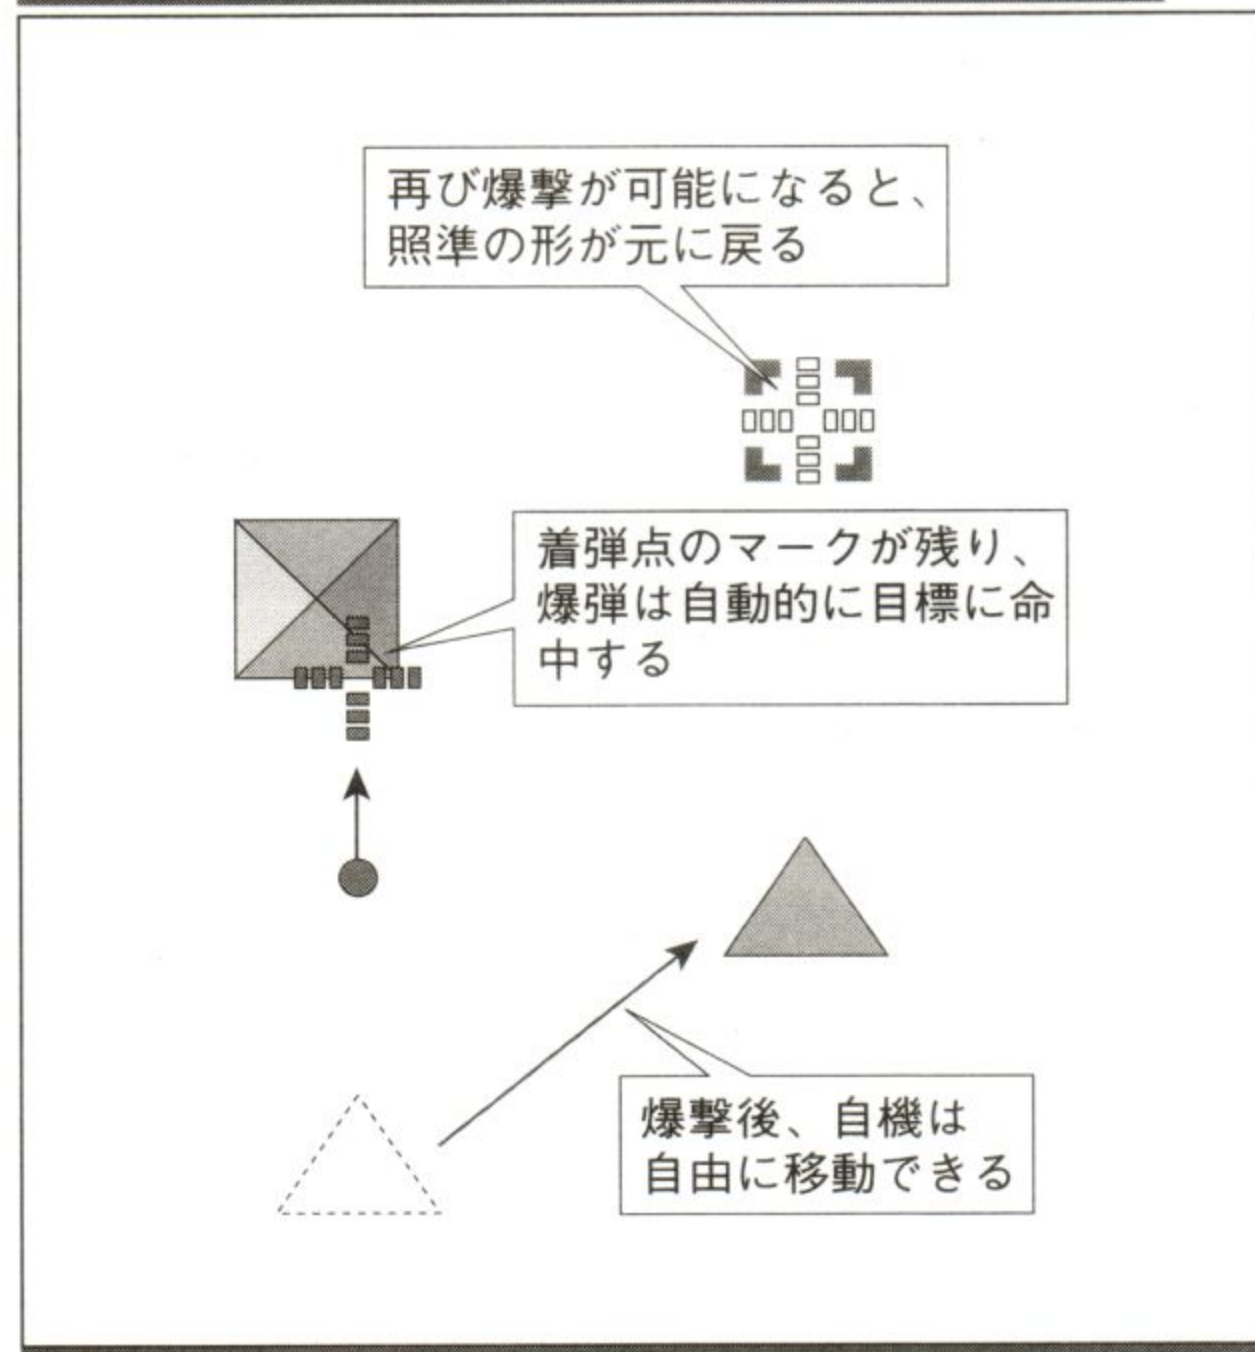 再び爆撃が可能になると、
照準の形が元に戻る
着弾点のマークが残り、
爆弾は自動的に目標に命
中する
爆撃後、自機は
自由に移動できる